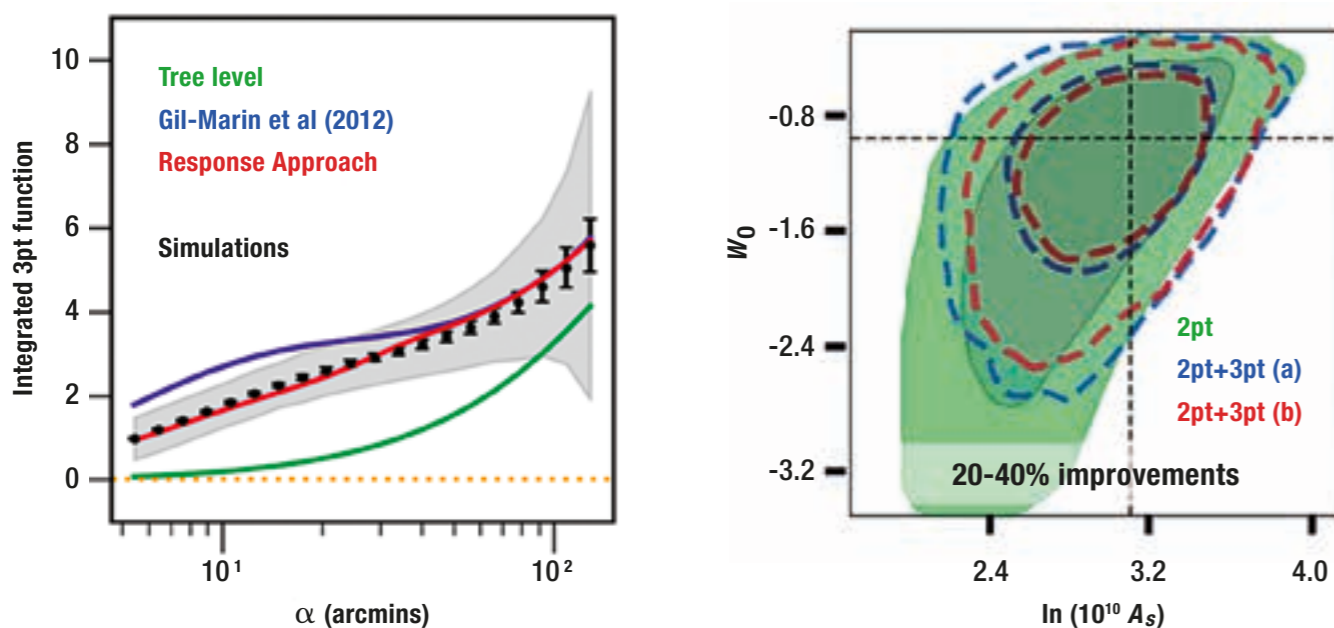 Integrated 3pt function
10
8
6
4
2
0
Tree level
Gil-Marin et al (2012)
Response Approach
Simulations
10¹
10²
α (arcmins)
W₀
-0.8
-1.6
-2.4
-3.2
2pt
2pt+3pt (a)
2pt+3pt (b)
20-40% improvements
2.4
3.2
4.0
ln (10¹⁰ Aₛ)